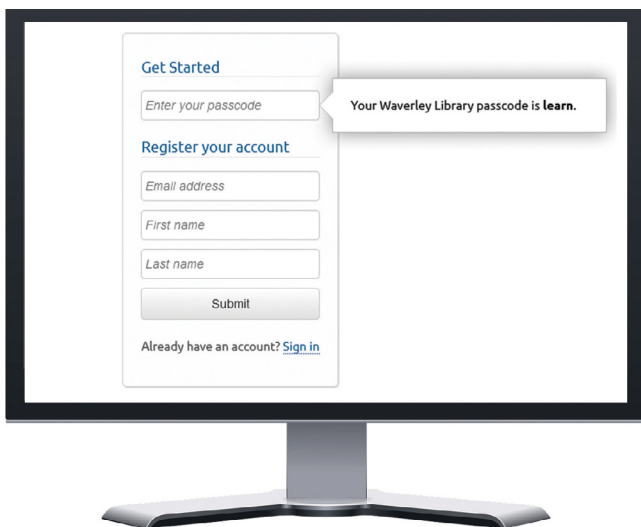 Get Started
Enter your passcode
Your Waverley Library passcode is learn.
Register your account
Email address
First name
Last name
Submit
Already have an account? Sign in